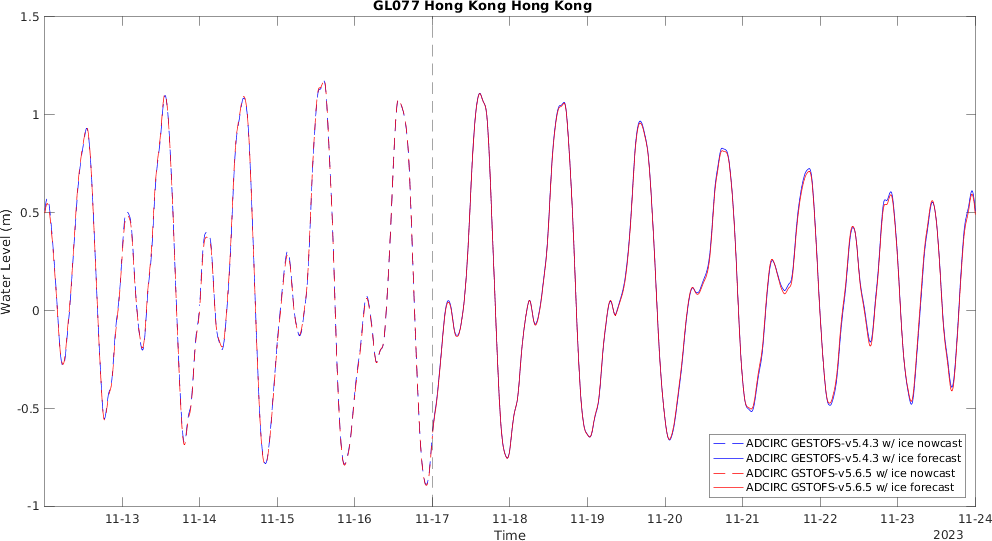 GL077 Hong Kong Hong Kong
1.5
1
0.5
0
-0.5
-1
Water Level (m)
ADCIRC GESTOFS-v5.4.3 w/ ice nowcast
ADCIRC GESTOFS-v5.4.3 w/ ice forecast
ADCIRC GSTOFS-v5.6.5 w/ ice nowcast
ADCIRC GSTOFS-v5.6.5 w/ ice forecast
11-13 11-14 11-15 11-16 11-17 11-18 11-19 11-20 11-21 11-22 11-23 11-24
Time
2023